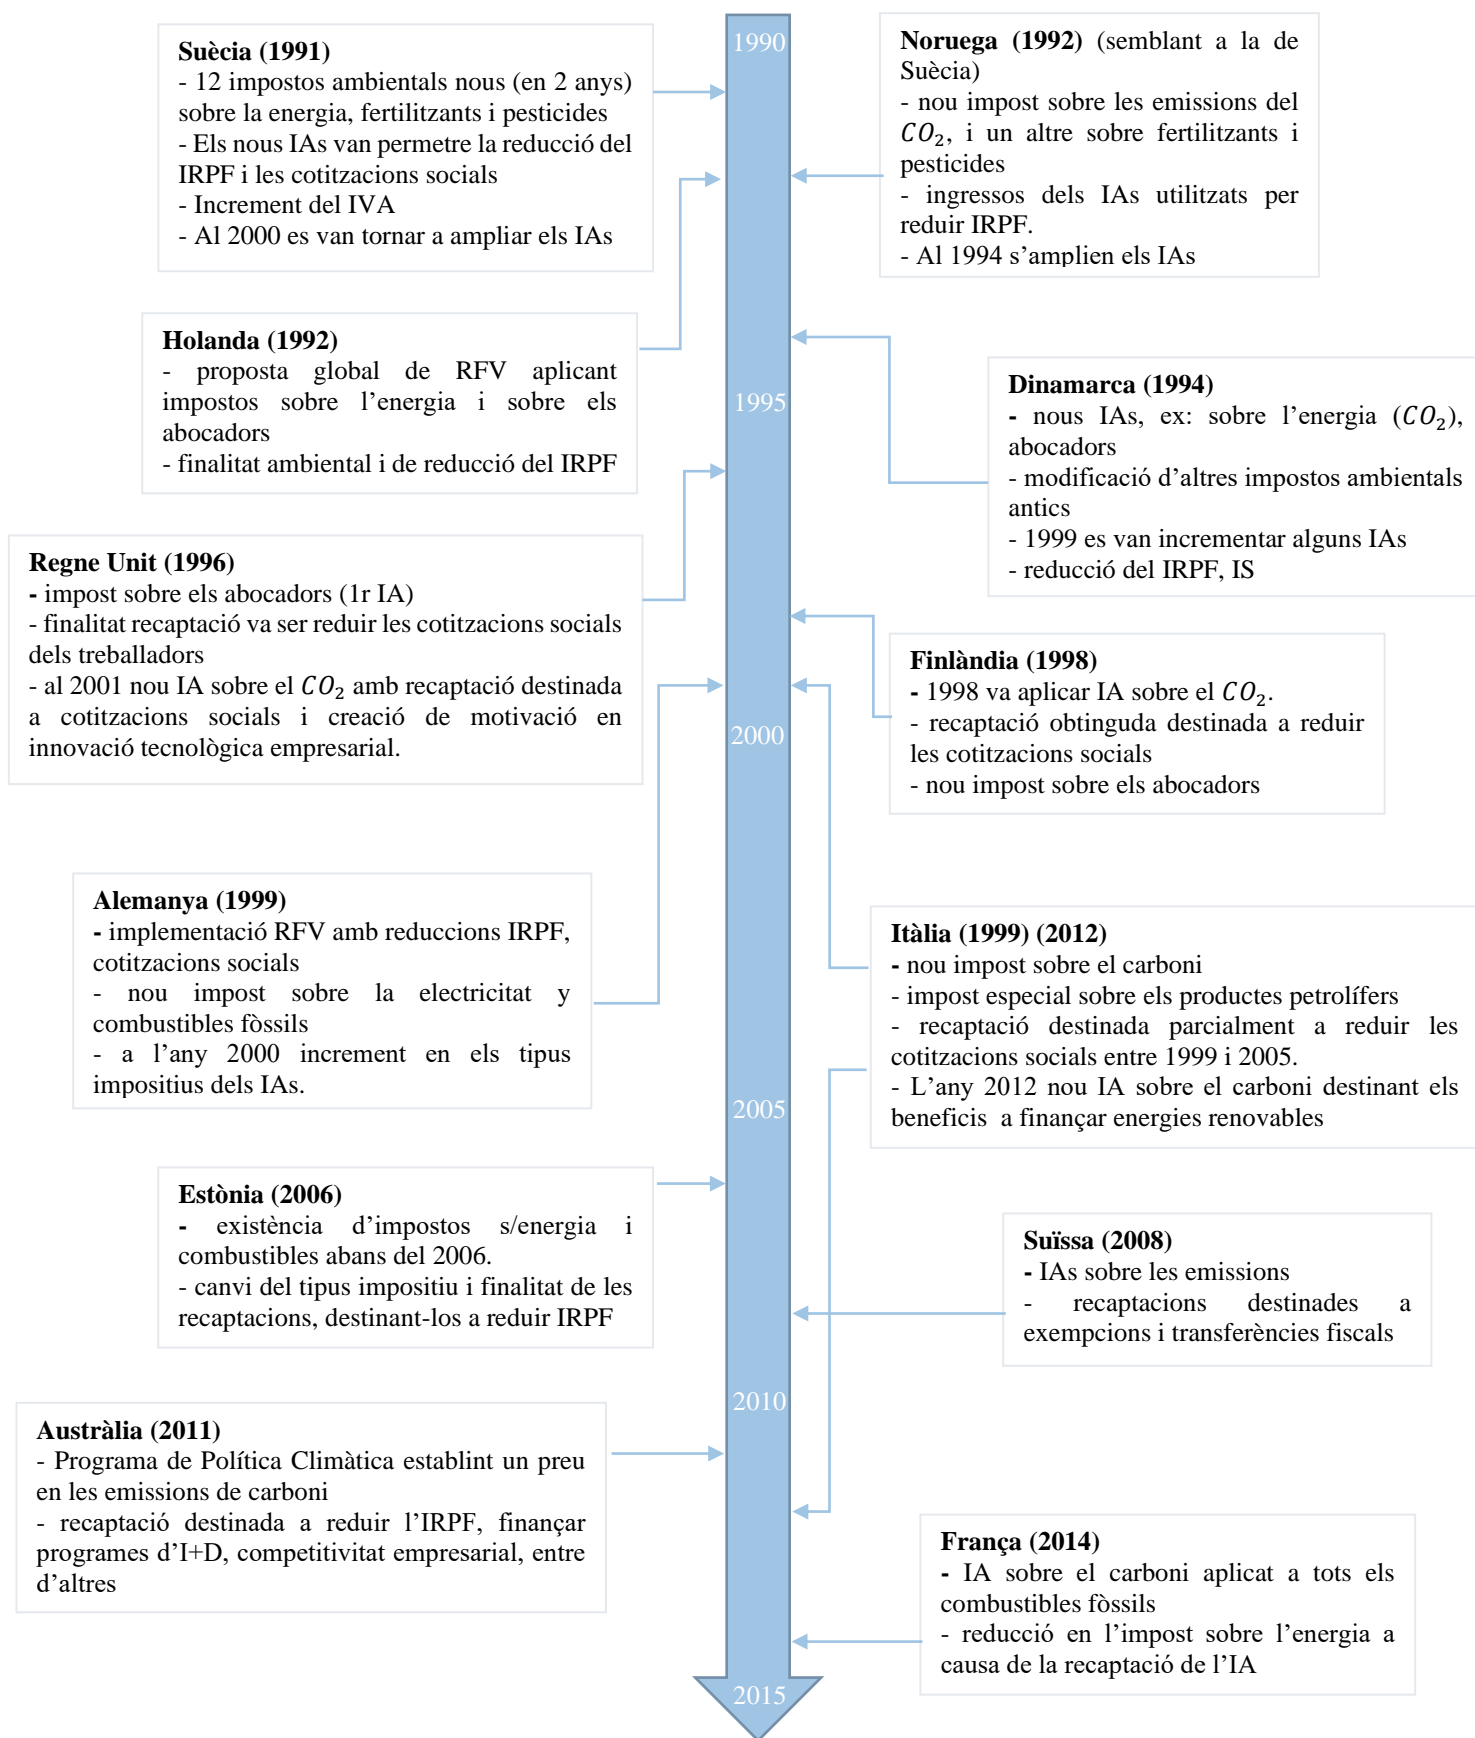 1990
Suècia (1991)
- 12 impostos ambientals nous (en 2 anys)
sobre la energia, fertilitzants i pesticides
- Els nous IAs van permetre la reducció del
IRPF i les cotitzacions socials
- Increment del IVA
- Al 2000 es van tornar a ampliar els IAs
Noruega (1992) (semblant a la de
Suècia)
- nou impost sobre les emissions del
CO₂, i un altre sobre fertilitzants i
pesticides
- ingressos dels IAs utilitzats per
reduir IRPF.
- Al 1994 s’amplien els IAs
Holanda (1992)
- proposta global de RFV aplicant
impostos sobre l’energia i sobre els
abocadors
- finalitat ambiental i de reducció del IRPF
1995
Dinamarca (1994)
- nous IAs, ex: sobre l’energia (CO₂),
abocadors
- modificació d’altres impostos ambientals
antics
- 1999 es van incrementar alguns IAs
- reducció del IRPF, IS
Regne Unit (1996)
- impost sobre els abocadors (1r IA)
- finalitat recaptació va ser reduir les cotitzacions socials
dels treballadors
- al 2001 nou IA sobre el CO₂ amb recaptació destinada
a cotitzacions socials i creació de motivació en
innovació tecnològica empresarial.
Finlàndia (1998)
- 1998 va aplicar IA sobre el CO₂.
- recaptació obtinguda destinada a reduir
les cotitzacions socials
- nou impost sobre els abocadors
2000
Alemanya (1999)
- implementació RFV amb reduccions IRPF,
cotitzacions socials
- nou impost sobre la electricitat y
combustibles fòssils
- a l’any 2000 increment en els tipus
impositius dels IAs.
Itàlia (1999) (2012)
- nou impost sobre el carboni
- impost especial sobre els productes petrolífers
- recaptació destinada parcialment a reduir les
cotitzacions socials entre 1999 i 2005.
- L’any 2012 nou IA sobre el carboni destinant els
beneficis a finançar energies renovables
2005
Estònia (2006)
- existència d’impostos s/energia i
combustibles abans del 2006.
- canvi del tipus impositiu i finalitat de les
recaptacions, destinant-los a reduir IRPF
Suïssa (2008)
- IAs sobre les emissions
- recaptacions destinades a
exempcions i transferències fiscals
2010
Austràlia (2011)
- Programa de Política Climàtica establint un preu
en les emissions de carboni
- recaptació destinada a reduir l’IRPF, finançar
programes d’I+D, competitivitat empresarial, entre
d’altres
França (2014)
- IA sobre el carboni aplicat a tots els
combustibles fòssils
- reducció en l’impost sobre l’energia a
causa de la recaptació de l’IA
2015